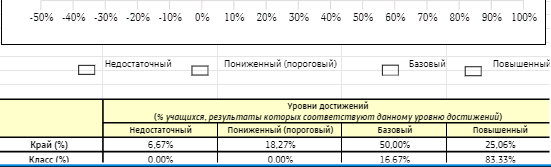 -50% -40% -30% -20% -10% 0% 10% 20% 30% 40% 50% 60% 70% 80% 90% 100%
Недостаточный Пониженный (пороговый) Базовый Повышенный
Уровни достижений
(% учащихся, результаты которых соответствуют данному уровню достижений)
Недостаточный Пониженный (пороговый) Базовый Повышенный
Край (%) 6,67% 18,27% 50,00% 25,06%
Класс (%) 0.00% 0.00% 16.67% 83.33%